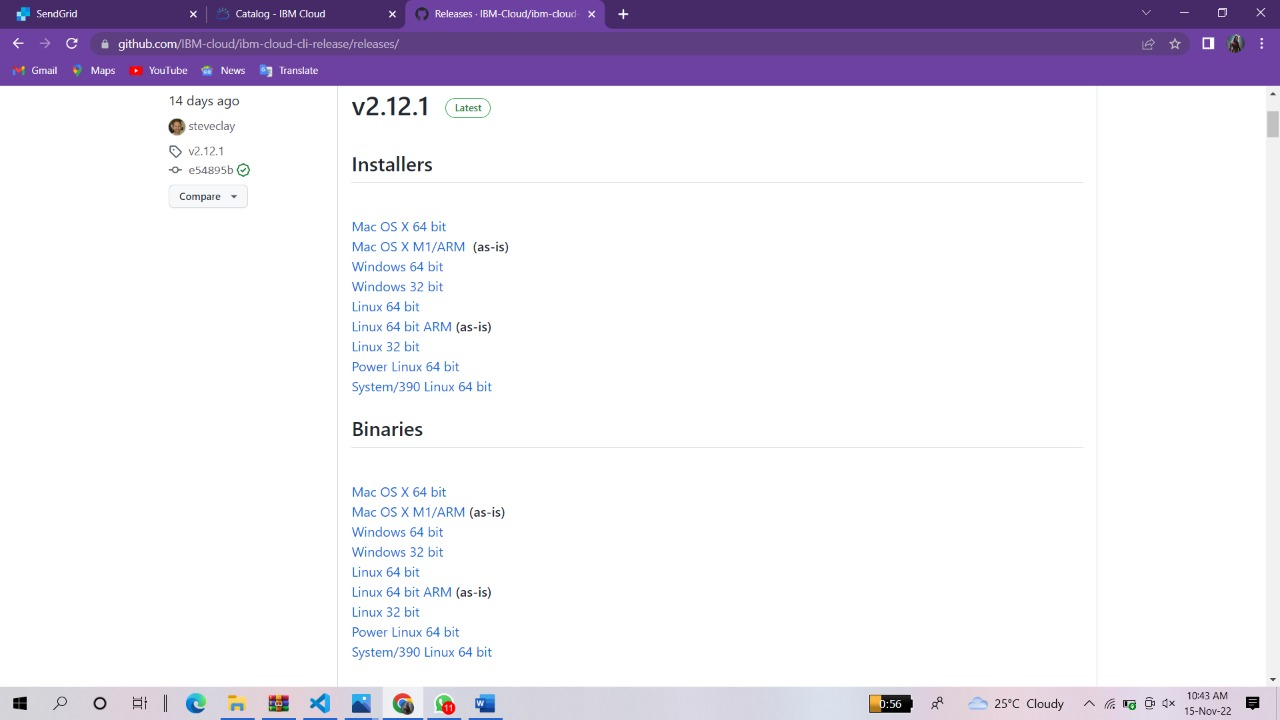 SendGrid
Catalog - IBM Cloud
Releases - IBM-Cloud/ibm-cloud-
github.com/IBM-cloud/ibm-cloud-cli-release/releases/
Gmail
Maps
YouTube
News
Translate
14 days ago
steveclay
v2.12.1
e54895b
Compare
v2.12.1
Latest
Installers
Mac OS X 64 bit
Mac OS X M1/ARM (as-is)
Windows 64 bit
Windows 32 bit
Linux 64 bit
Linux 64 bit ARM (as-is)
Linux 32 bit
Power Linux 64 bit
System/390 Linux 64 bit
Binaries
Mac OS X 64 bit
Mac OS X M1/ARM (as-is)
Windows 64 bit
Windows 32 bit
Linux 64 bit
Linux 64 bit ARM (as-is)
Linux 32 bit
Power Linux 64 bit
System/390 Linux 64 bit
11
0:56
25°C Cloudy
10:43 AM
15-Nov-22